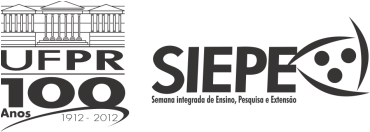 UFPR
100
Anos
1912 - 2012
SIEPE
Semana integrada de Ensino, Pesquisa e Extensão